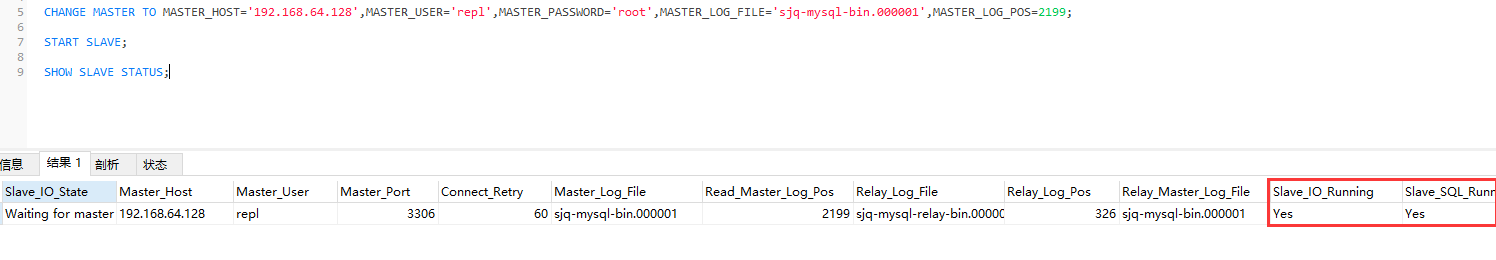 5 CHANGE MASTER TO MASTER_HOST='192.168.64.128',MASTER_USER='repl',MASTER_PASSWORD='root',MASTER_LOG_FILE='sjq-mysql-bin.000001',MASTER_LOG_POS=2199;
6
7 START SLAVE;
8
9 SHOW SLAVE STATUS;
信息 结果 1 剖析 状态
Slave_IO_State Master_Host Master_User Master_Port Connect_Retry Master_Log_File Read_Master_Log_Pos Relay_Log_File Relay_Log_Pos Relay_Master_Log_File Slave_IO_Running Slave_SQL_Runn
Waiting for master 192.168.64.128 repl 3306 60 sjq-mysql-bin.000001 2199 sjq-mysql-relay-bin.00000 326 sjq-mysql-bin.000001 Yes Yes